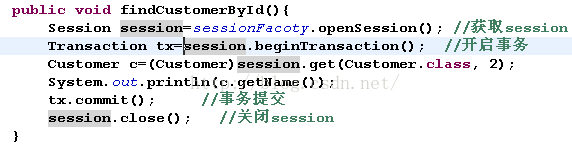 public void findCustomerById(){
Session session=sessionFacoty.openSession(); //获取session
Transaction tx=session.beginTransaction();  //开启事务
Customer c=(Customer)session.get(Customer.class, 2);
System.out.println(c.getName());
tx.commit();     //事务提交
session.close();   //关闭session
}